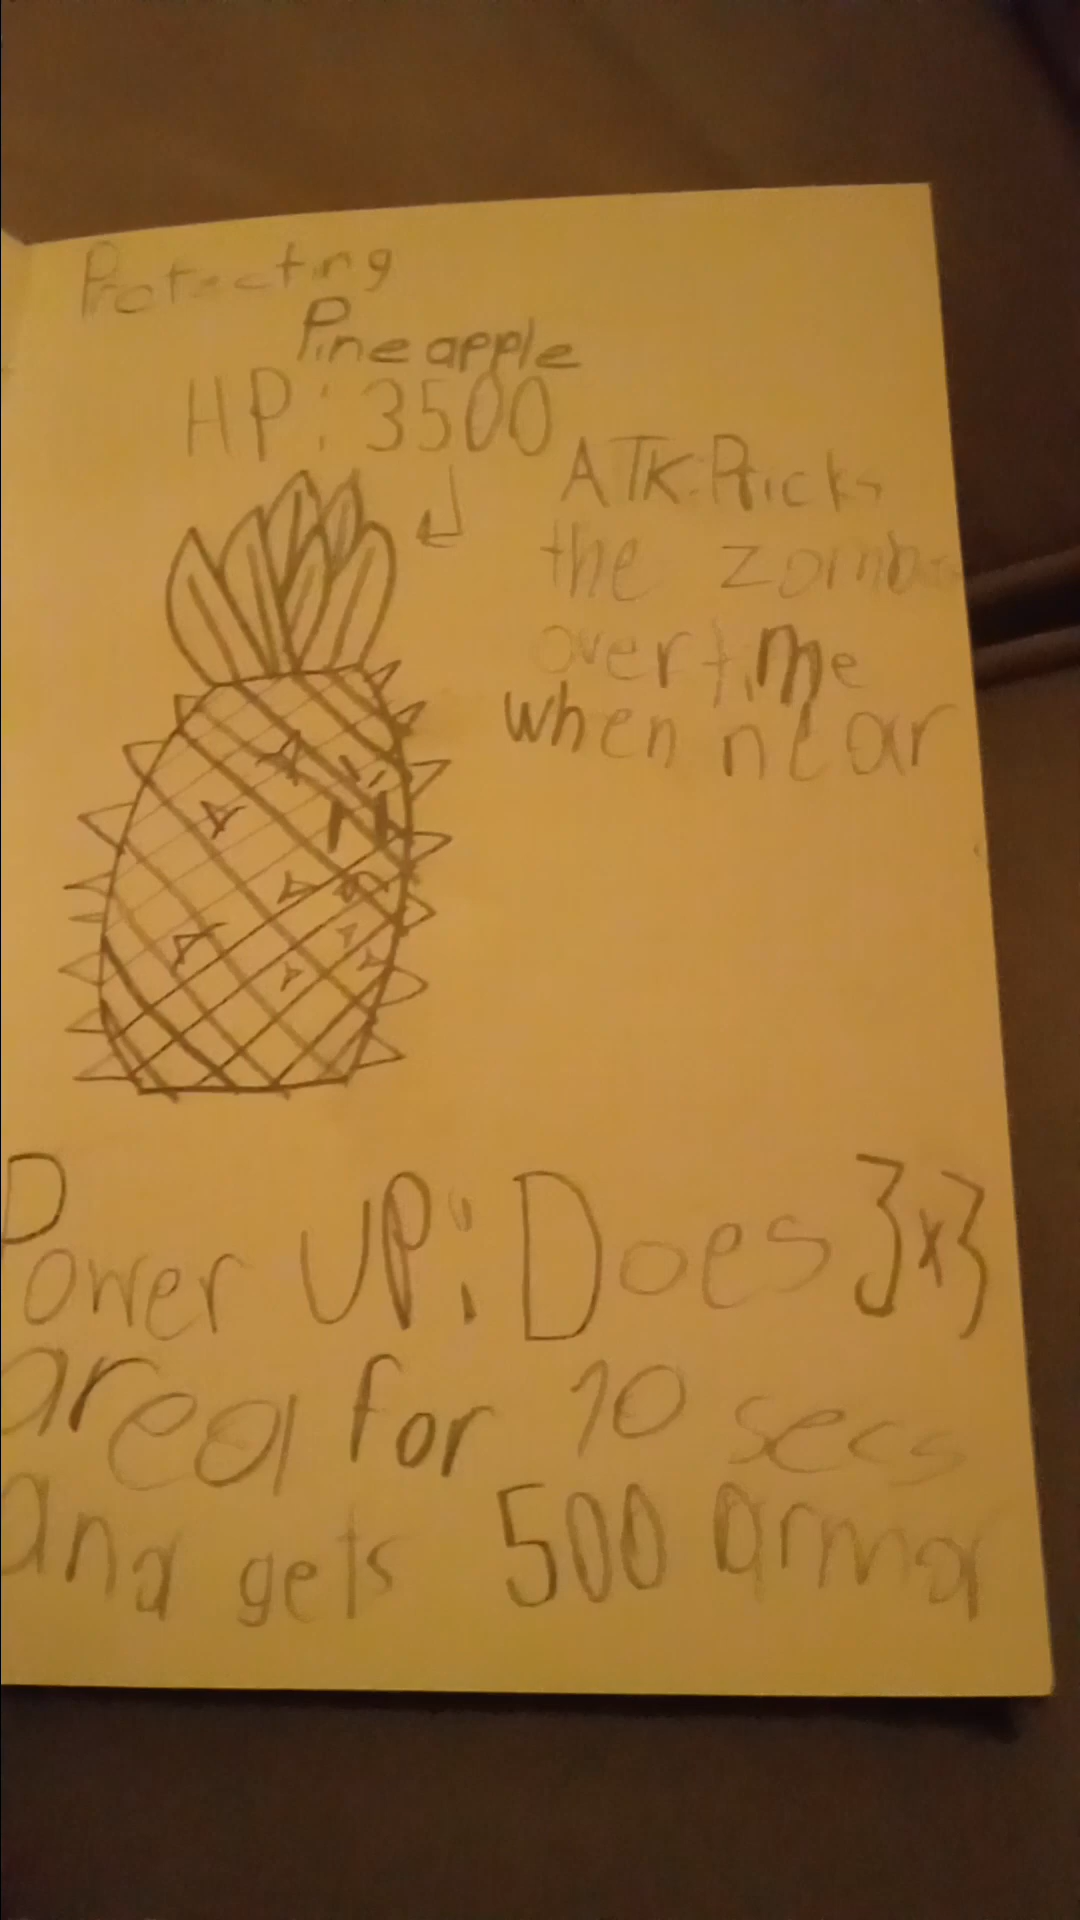 Protecting
Pineapple
HP: 3500
ATK: Pricks
the zombie
overtime
when near
Power UP: Does 3x3
area for 10 secs
and gets 500 armor